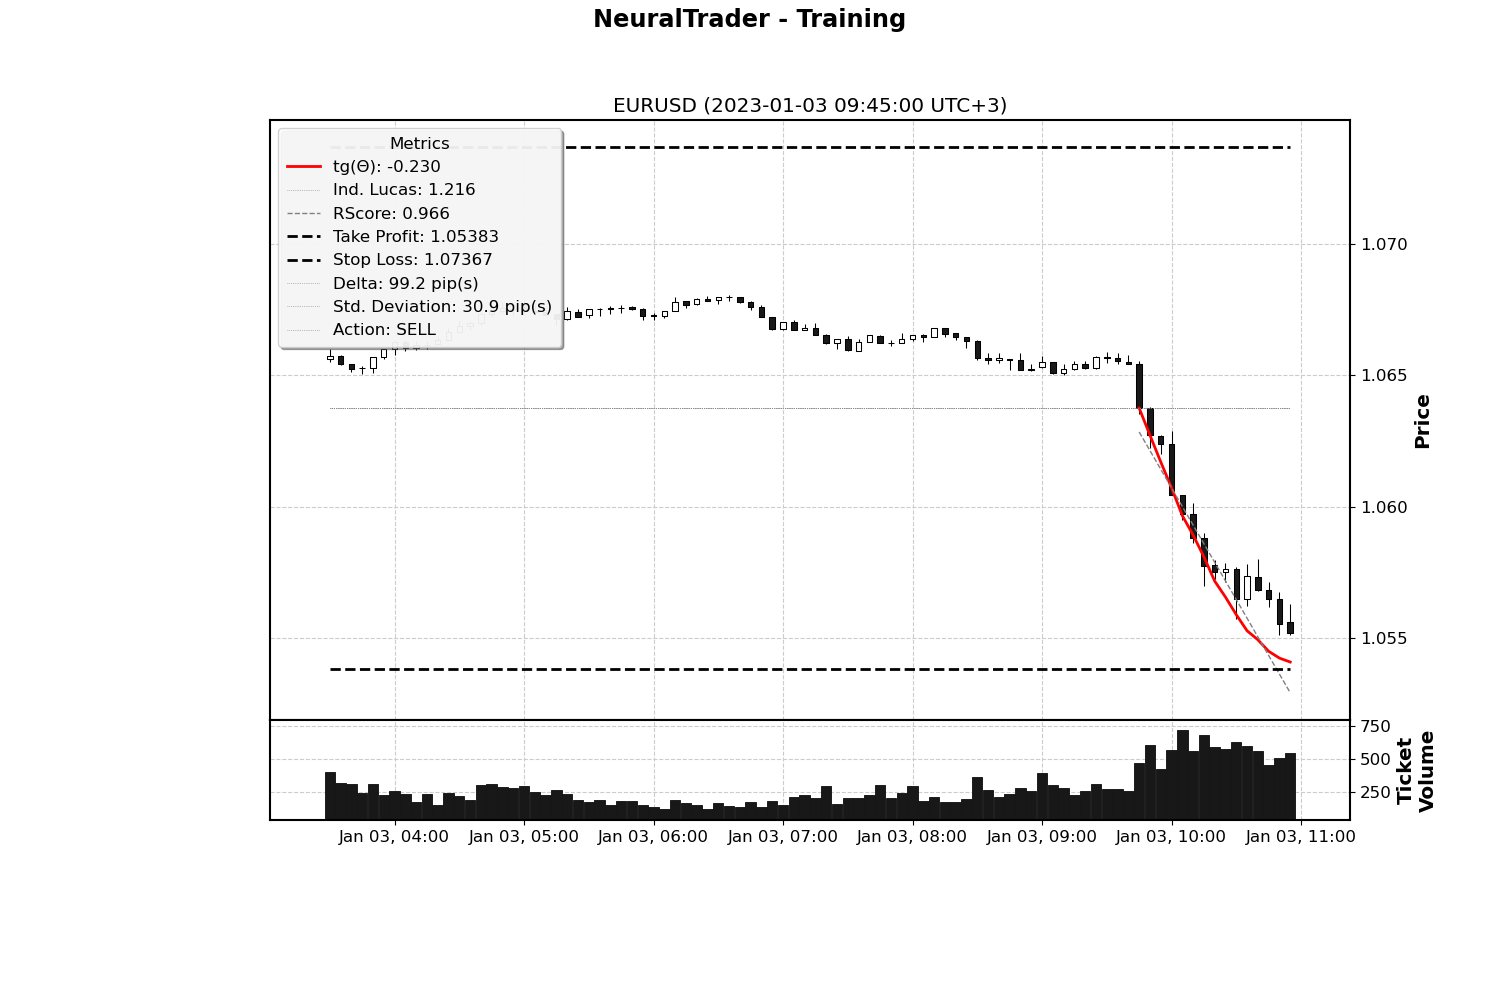 NeuralTrader - Training
EURUSD (2023-01-03 09:45:00 UTC+3)
Metrics
tg(Θ): -0.230
Ind. Lucas: 1.216
RScore: 0.966
Take Profit: 1.05383
Stop Loss: 1.07367
Delta: 99.2 pip(s)
Std. Deviation: 30.9 pip(s)
Action: SELL
1.070
1.065
1.060
1.055
Price
750
500
250
Ticket
Volume
Jan 03, 04:00
Jan 03, 05:00
Jan 03, 06:00
Jan 03, 07:00
Jan 03, 08:00
Jan 03, 09:00
Jan 03, 10:00
Jan 03, 11:00